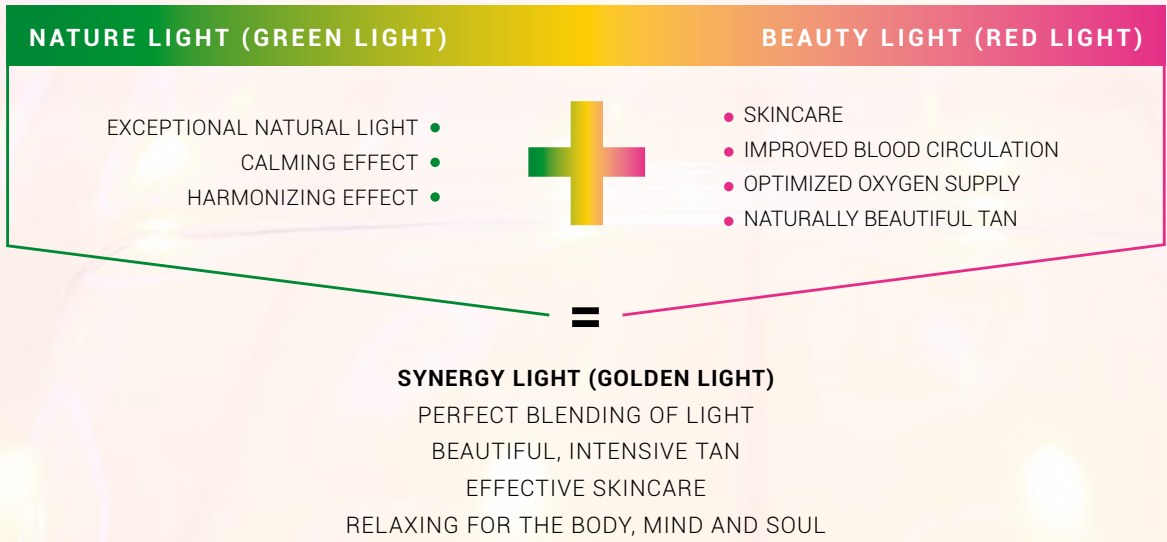 NATURE LIGHT (GREEN LIGHT)
BEAUTY LIGHT (RED LIGHT)
EXCEPTIONAL NATURAL LIGHT
CALMING EFFECT
HARMONIZING EFFECT
SKINCARE
IMPROVED BLOOD CIRCULATION
OPTIMIZED OXYGEN SUPPLY
NATURALLY BEAUTIFUL TAN
=
SYNERGY LIGHT (GOLDEN LIGHT)
PERFECT BLENDING OF LIGHT
BEAUTIFUL, INTENSIVE TAN
EFFECTIVE SKINCARE
RELAXING FOR THE BODY, MIND AND SOUL